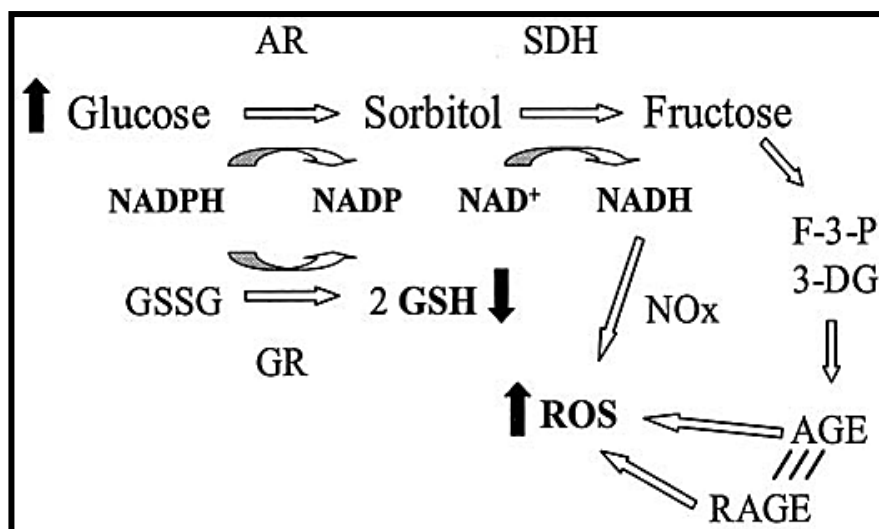 AR SDH
Glucose Sorbitol Fructose
NADPH NADP NAD⁺ NADH
F-3-P
GSSG 2 GSH NOx 3-DG
GR
ROS AGE
RAGE